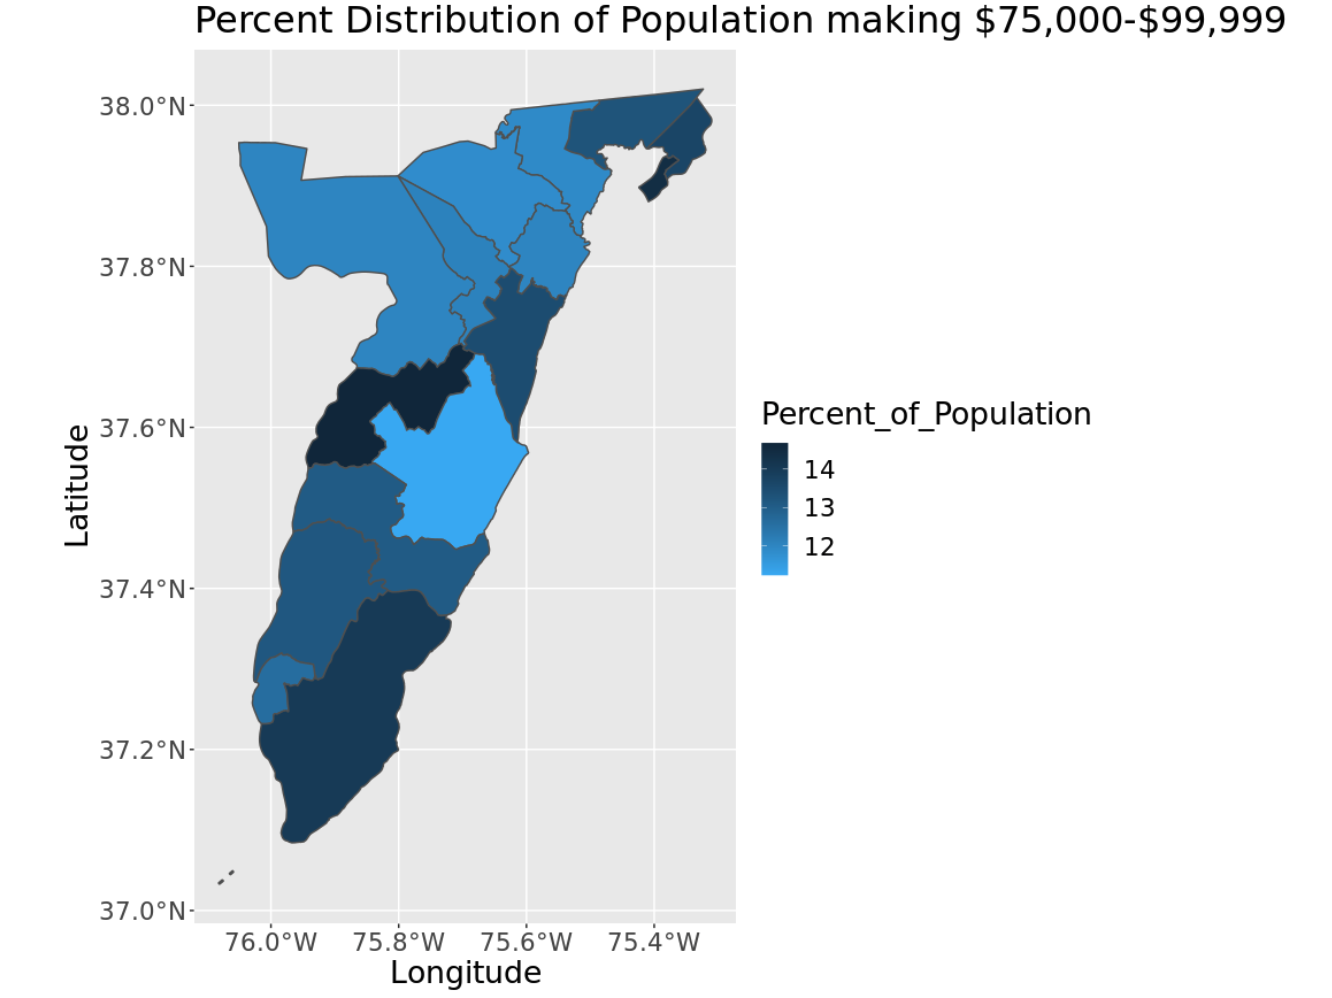 Percent Distribution of Population making $75,000-$99,999
38.0°N
37.8°N
37.6°N
37.4°N
37.2°N
37.0°N
Latitude
76.0°W 75.8°W 75.6°W 75.4°W
Longitude
Percent_of_Population
14
13
12